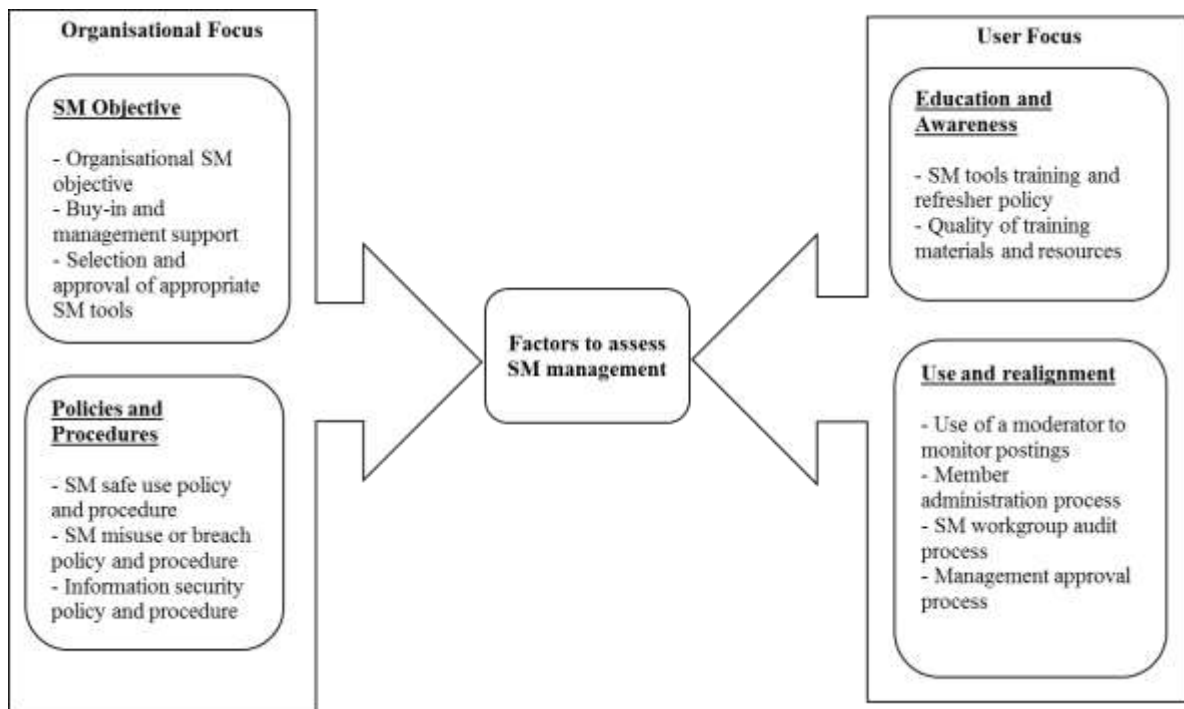 Organisational Focus
SM Objective
- Organisational SM
objective
- Buy-in and
management support
- Selection and
approval of appropriate
SM tools
Policies and
Procedures
- SM safe use policy
and procedure
- SM misuse or breach
policy and procedure
- Information security
policy and procedure
Factors to assess
SM management
User Focus
Education and
Awareness
- SM tools training and
refresher policy
- Quality of training
materials and resources
Use and realignment
- Use of a moderator to
monitor postings
- Member
administration process
- SM workgroup audit
process
- Management approval
process